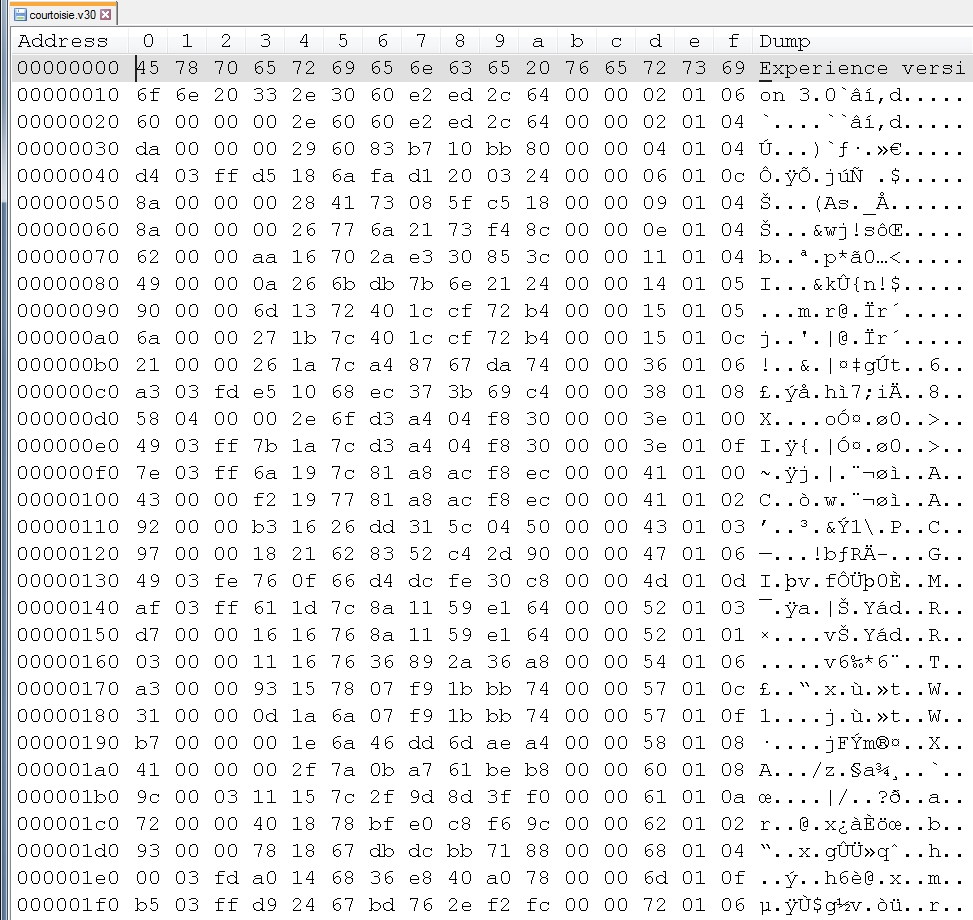 courtoisie.v30
Address 0 1 2 3 4 5 6 7 8 9 a b c d e f Dump
00000000 45 78 70 65 72 69 65 6e 63 65 20 76 65 72 73 69 Experience versi
00000010 6f 6e 20 33 2e 30 60 e2 ed 2c 64 00 00 02 01 06 on 3.0`âí,d.....
00000020 60 00 00 00 2e 60 60 e2 ed 2c 64 00 00 02 01 04 `....``âí,d.....
00000030 da 00 00 00 29 60 83 b7 10 bb 80 00 00 04 01 04 Ú...)`ƒ·.»€.....
00000040 d4 03 ff d5 18 6a fa d1 20 03 24 00 00 06 01 0c Ô.ÿÕ.júÑ .$.....
00000050 8a 00 00 00 28 41 73 08 5f c5 18 00 00 09 01 04 Š...(As._Å......
00000060 8a 00 00 00 26 77 6a 21 73 f4 8c 00 00 0e 01 04 Š...&wj!sôŒ.....
00000070 62 00 00 aa 16 70 2a e3 30 85 3c 00 00 11 01 04 b..ª.p*ã0…<.....
00000080 49 00 00 0a 26 6b db 7b 6e 21 24 00 00 14 01 05 I...&kÛ{n!$.....
00000090 90 00 00 6d 13 72 40 1c cf 72 b4 00 00 15 01 05 ...m.r@.Ïr´.....
000000a0 6a 00 00 27 1b 7c 40 1c cf 72 b4 00 00 15 01 0c j..'.|@.Ïr´.....
000000b0 21 00 00 26 1a 7c a4 87 67 da 74 00 00 36 01 06 !..&.|¤‡gÚt..6..
000000c0 a3 03 fd e5 10 68 ec 37 3b 69 c4 00 00 38 01 08 £.ýå.hì7;iÄ..8..
000000d0 58 04 00 00 2e 6f d3 a4 04 f8 30 00 00 3e 01 00 X....oÓ¤.ø0..>..
000000e0 49 03 ff 7b 1a 7c d3 a4 04 f8 30 00 00 3e 01 0f I.ÿ{.|Ó¤.ø0..>..
000000f0 7e 03 ff 6a 19 7c 81 a8 ac f8 ec 00 00 41 01 00 ~.ÿj.|.¨¬øì..A..
00000100 43 00 00 f2 19 77 81 a8 ac f8 ec 00 00 41 01 02 C..ò.w.¨¬øì..A..
00000110 92 00 00 b3 16 26 dd 31 5c 04 50 00 00 43 01 03 ’..³.&Ý1\.P..C..
00000120 97 00 00 18 21 62 83 52 c4 2d 90 00 00 47 01 06 —...!bƒRÄ-...G..
00000130 49 03 fe 76 0f 66 d4 dc fe 30 c8 00 00 4d 01 0d I.þv.fÔÜþ0È..M..
00000140 af 03 ff 61 1d 7c 8a 11 59 e1 64 00 00 52 01 03 ¯.ÿa.|Š.Yád..R..
00000150 d7 00 00 16 16 76 8a 11 59 e1 64 00 00 52 01 01 ×....vŠ.Yád..R..
00000160 03 00 00 11 16 76 36 89 2a 36 a8 00 00 54 01 06 .....v6‰*6¨..T..
00000170 a3 00 00 93 15 78 07 f9 1b bb 74 00 00 57 01 0c £..“.x.ù.»t..W..
00000180 31 00 00 0d 1a 6a 07 f9 1b bb 74 00 00 57 01 0f 1....j.ù.»t..W..
00000190 b7 00 00 00 1e 6a 46 dd 6d ae a4 00 00 58 01 08 ·....jFÝm®¤..X..
000001a0 41 00 00 00 2f 7a 0b a7 61 be b8 00 00 60 01 08 A.../z.§a¾¸..`..
000001b0 9c 00 03 11 15 7c 2f 9d 8d 3f f0 00 00 61 01 0a œ....|/..?ð..a..
000001c0 72 00 00 40 18 78 bf e0 c8 f6 9c 00 00 62 01 02 r..@.x¿àÈöœ..b..
000001d0 93 00 00 78 18 67 db dc bb 71 88 00 00 68 01 04 “..x.gÛÜ»qˆ..h..
000001e0 00 03 fd a0 14 68 36 e8 40 a0 78 00 00 6d 01 0f ..ý .h6è@ x..m..
000001f0 b5 03 ff d9 24 67 bd 76 2e f2 fc 00 00 72 01 06 µ.ÿÙ$g½v.òü..r..